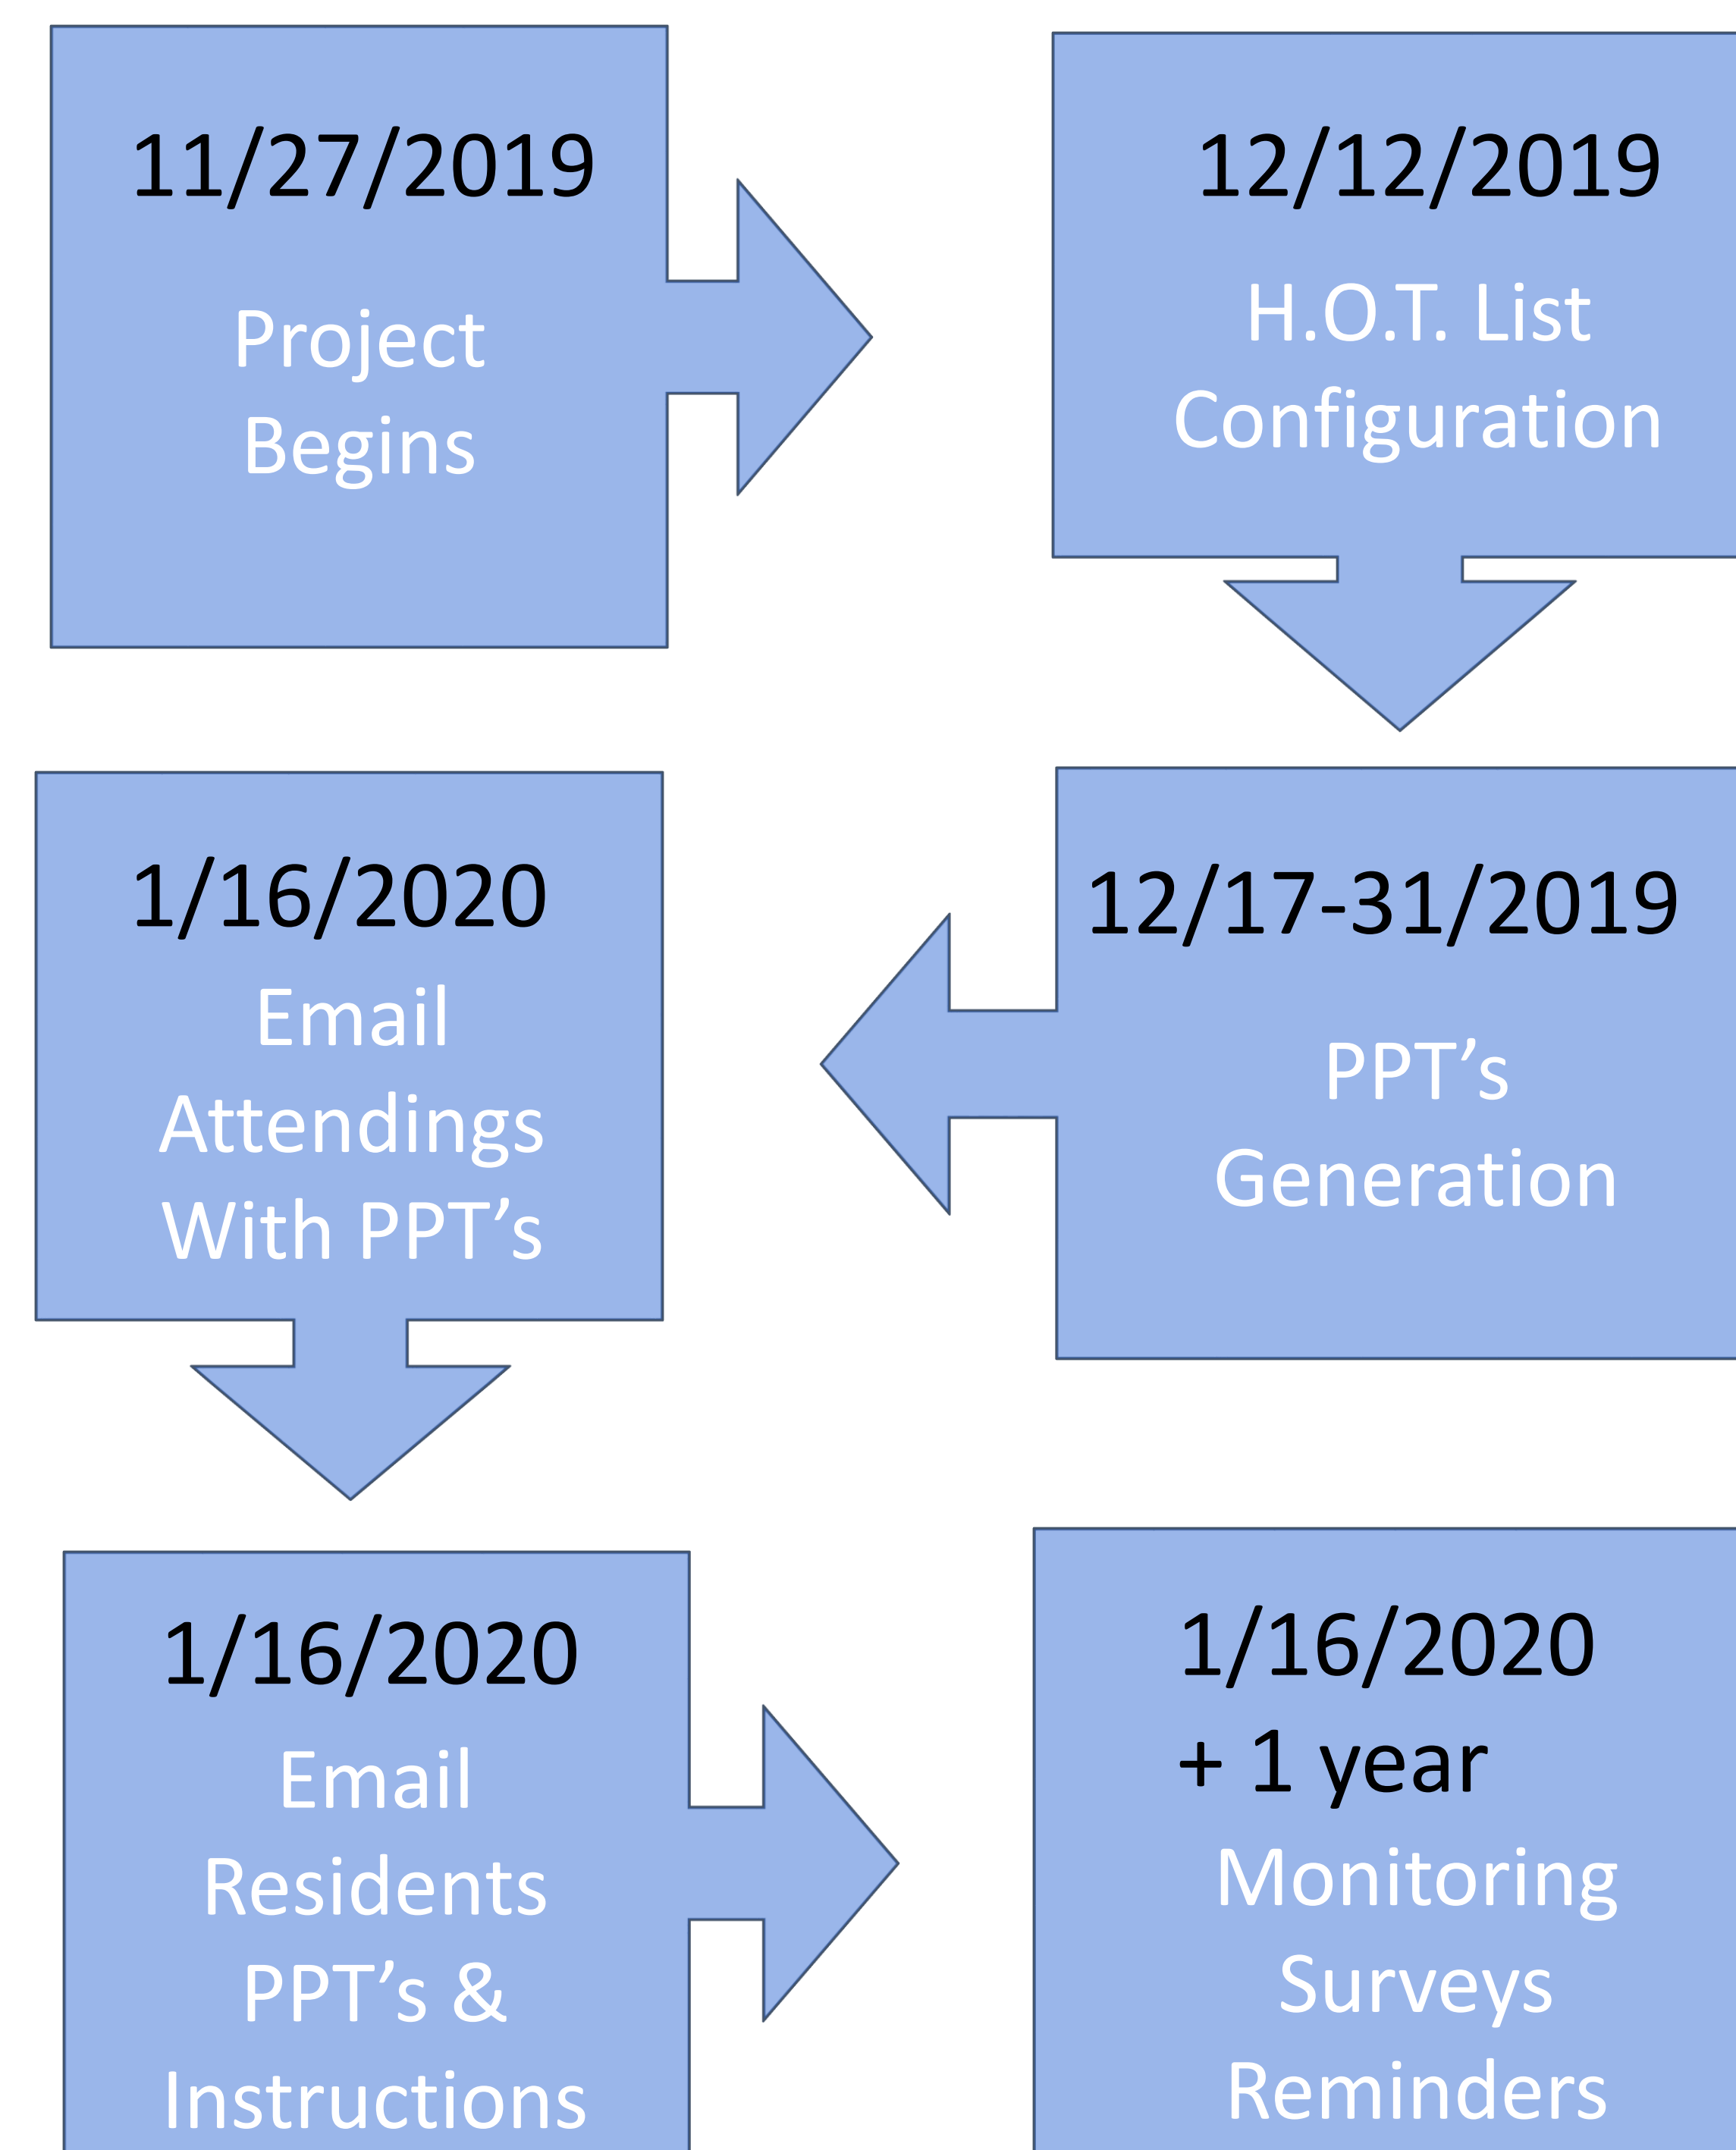 11/27/2019
Project
Begins
12/12/2019
H.O.T. List
Configuration
12/17-31/2019
PPT’s
Generation
1/16/2020
Email
Attendings
With PPT’s
1/16/2020
Email
Residents
PPT’s &
Instructions
1/16/2020
+ 1 year
Monitoring
Surveys
Reminders